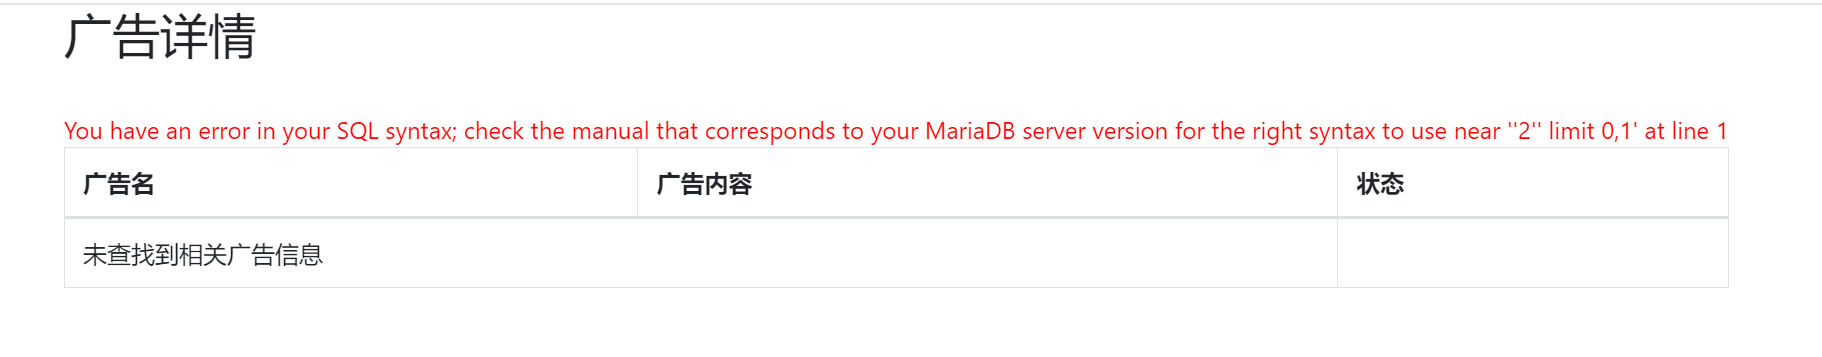 广告详情
You have an error in your SQL syntax; check the manual that corresponds to your MariaDB server version for the right syntax to use near ''2'' limit 0,1' at line 1
广告名 广告内容 状态
未查找到相关广告信息